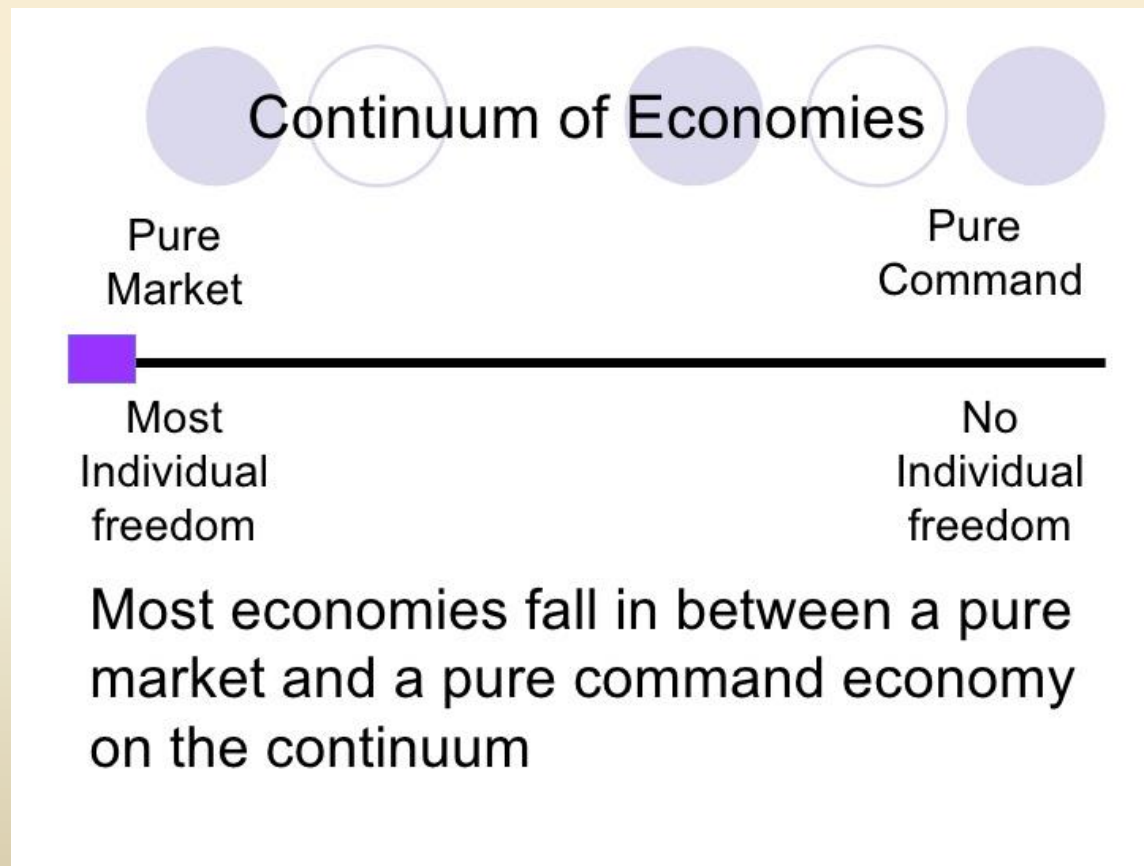 Continuum of Economies
Pure
Market
Pure
Command
Most
Individual
freedom
No
Individual
freedom
Most economies fall in between a pure
market and a pure command economy
on the continuum